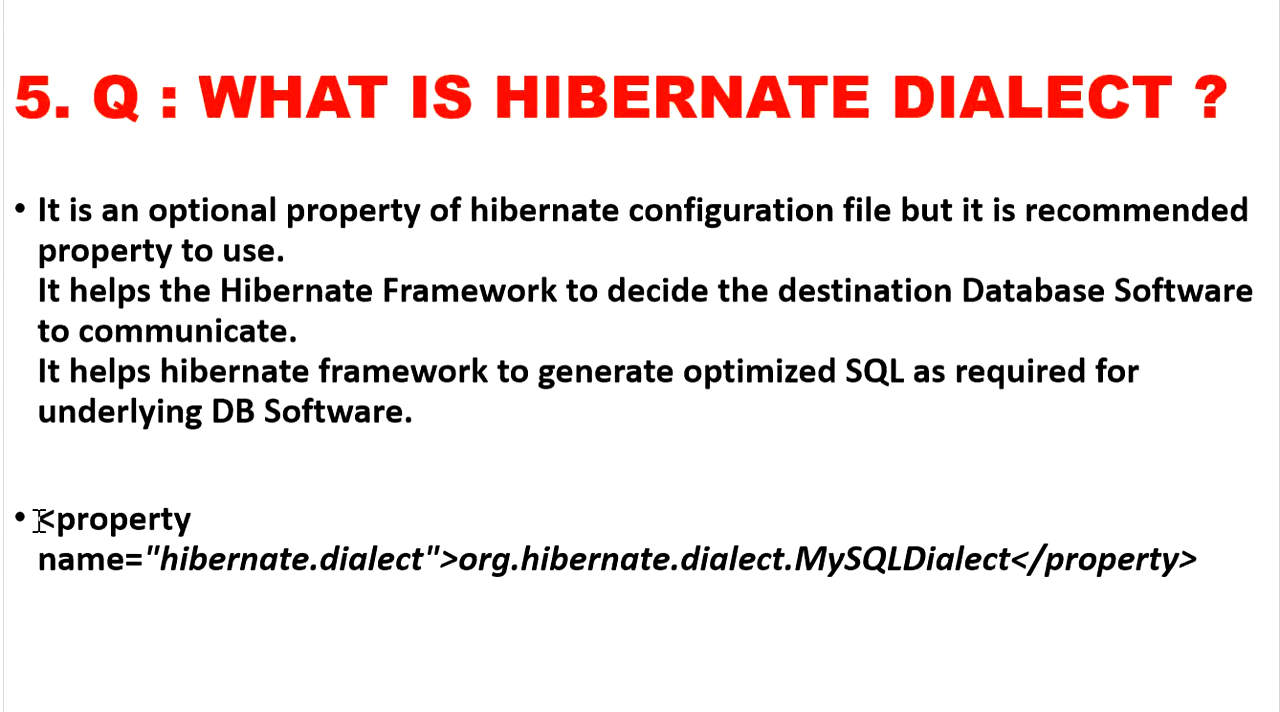 5. Q : WHAT IS HIBERNATE DIALECT ?
• It is an optional property of hibernate configuration file but it is recommended
property to use.
It helps the Hibernate Framework to decide the destination Database Software
to communicate.
It helps hibernate framework to generate optimized SQL as required for
underlying DB Software.
• <property
name="hibernate.dialect">org.hibernate.dialect.MySQLDialect</property>